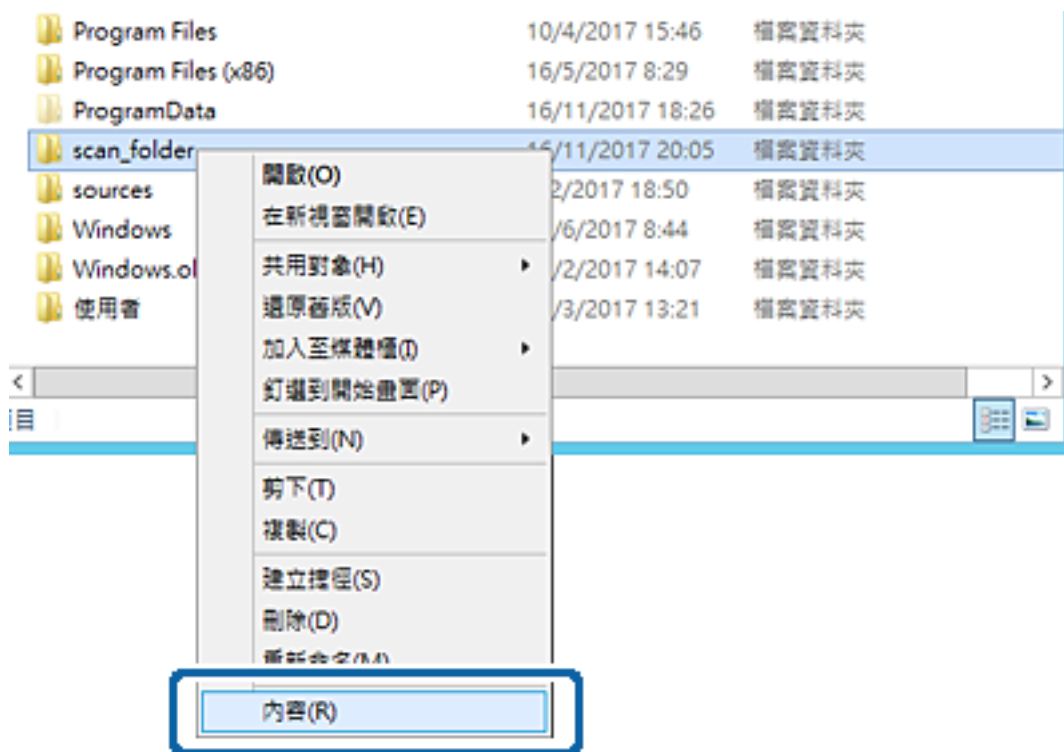 Program Files 10/4/2017 15:46 檔案資料夾
Program Files (x86) 16/5/2017 8:29 檔案資料夾
ProgramData 16/11/2017 18:26 檔案資料夾
scan_folder 16/11/2017 20:05 檔案資料夾
開啟(O)
sources 2/2017 18:50 檔案資料夾
在新視窗開啟(E)
Windows /6/2017 8:44 檔案資料夾
共用對象(H)
Windows.ol /2/2017 14:07 檔案資料夾
還原舊版(V)
使用者 /3/2017 13:21 檔案資料夾
加入至媒體櫃(I)
釘選到開始畫面(P)
目
傳送到(N)
剪下(T)
複製(C)
建立捷徑(S)
刪除(D)
重新命名(M)
內容(R)